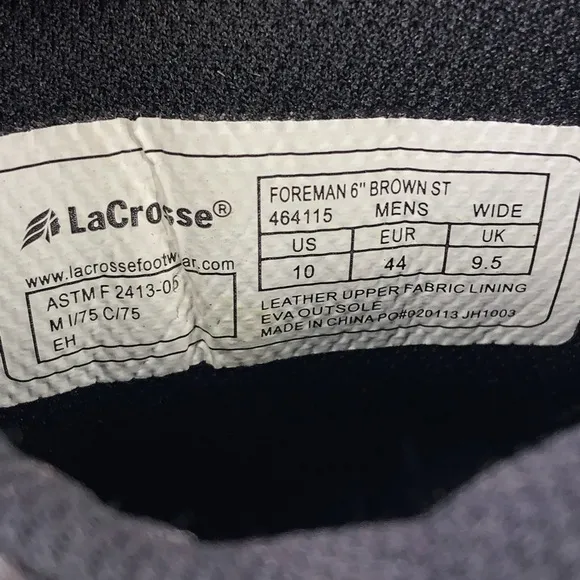 LaCrosse®
www.lacrossefootwear.com
ASTM F 2413-05
M I/75 C/75
EH
FOREMAN 6" BROWN ST
464115 MENS WIDE
US EUR UK
10 44 9.5
LEATHER UPPER FABRIC LINING
EVA OUTSOLE
MADE IN CHINA PO#020113 JH1003